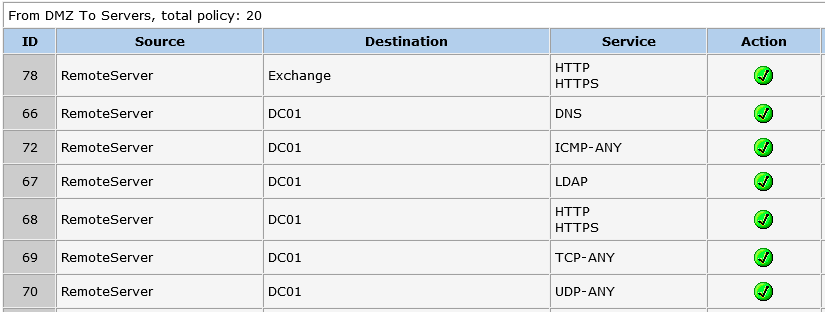 From DMZ To Servers, total policy: 20
ID Source Destination Service Action
78 RemoteServer Exchange HTTP
HTTPS
66 RemoteServer DC01 DNS
72 RemoteServer DC01 ICMP-ANY
67 RemoteServer DC01 LDAP
68 RemoteServer DC01 HTTP
HTTPS
69 RemoteServer DC01 TCP-ANY
70 RemoteServer DC01 UDP-ANY